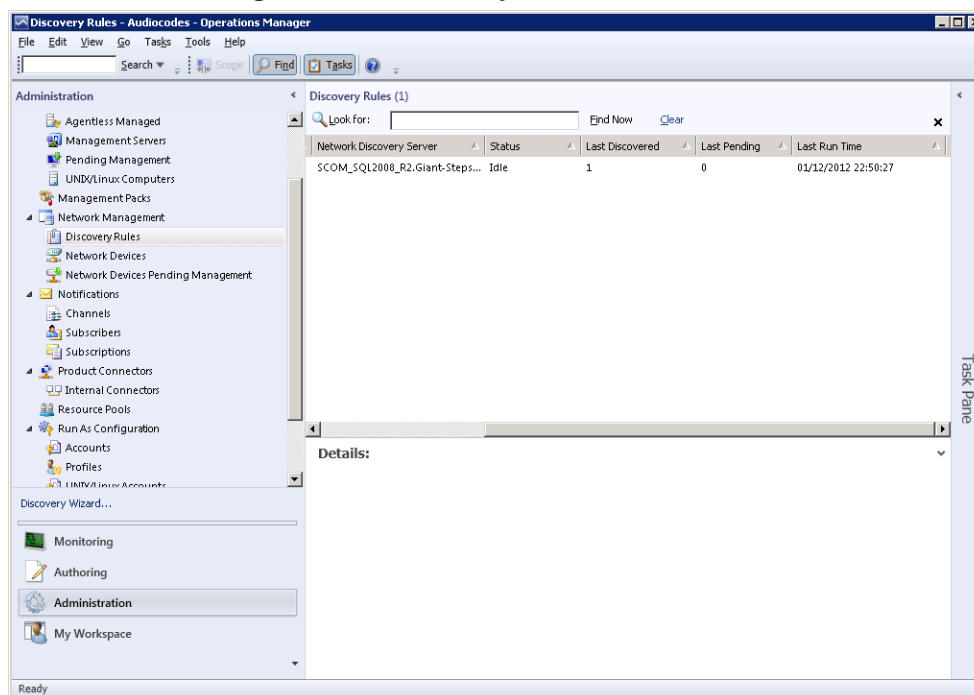 Discovery Rules - Audiocodes - Operations Manager
File Edit View Go Tasks Tools Help
Search Scope Find Tasks
Administration
Agentless Managed
Management Servers
Pending Management
UNIX/Linux Computers
Management Packs
Network Management
Discovery Rules
Network Devices
Network Devices Pending Management
Notifications
Channels
Subscribers
Subscriptions
Product Connectors
Internal Connectors
Resource Pools
Run As Configuration
Accounts
Profiles
UNIX/Linux Accounts
Discovery Wizard...
Monitoring
Authoring
Administration
My Workspace
Discovery Rules (1)
Look for: Find Now Clear
Network Discovery Server Status Last Discovered Last Pending Last Run Time
SCOM_SQL2008_R2.Giant-Steps... Idle 1 0 01/12/2012 22:50:27
Details:
Task Pane
Ready